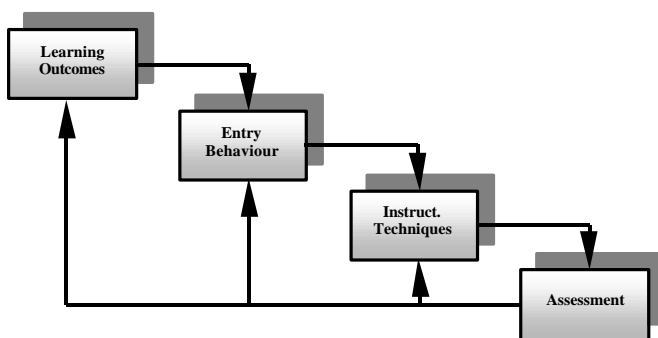 Learning
Outcomes
Entry
Behaviour
Instruct.
Techniques
Assessment